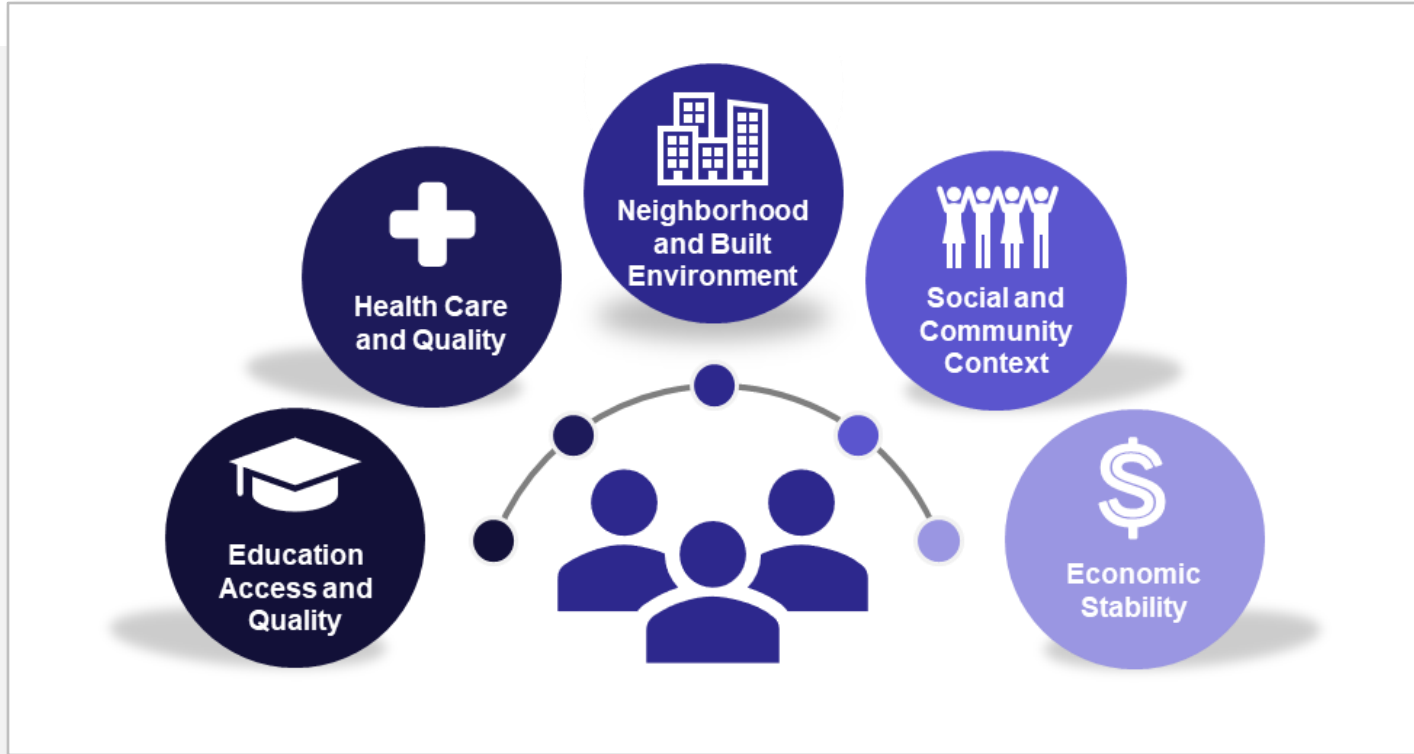 Education
Access and
Quality
Health Care
and Quality
Neighborhood
and Built
Environment
Social and
Community
Context
$
Economic
Stability